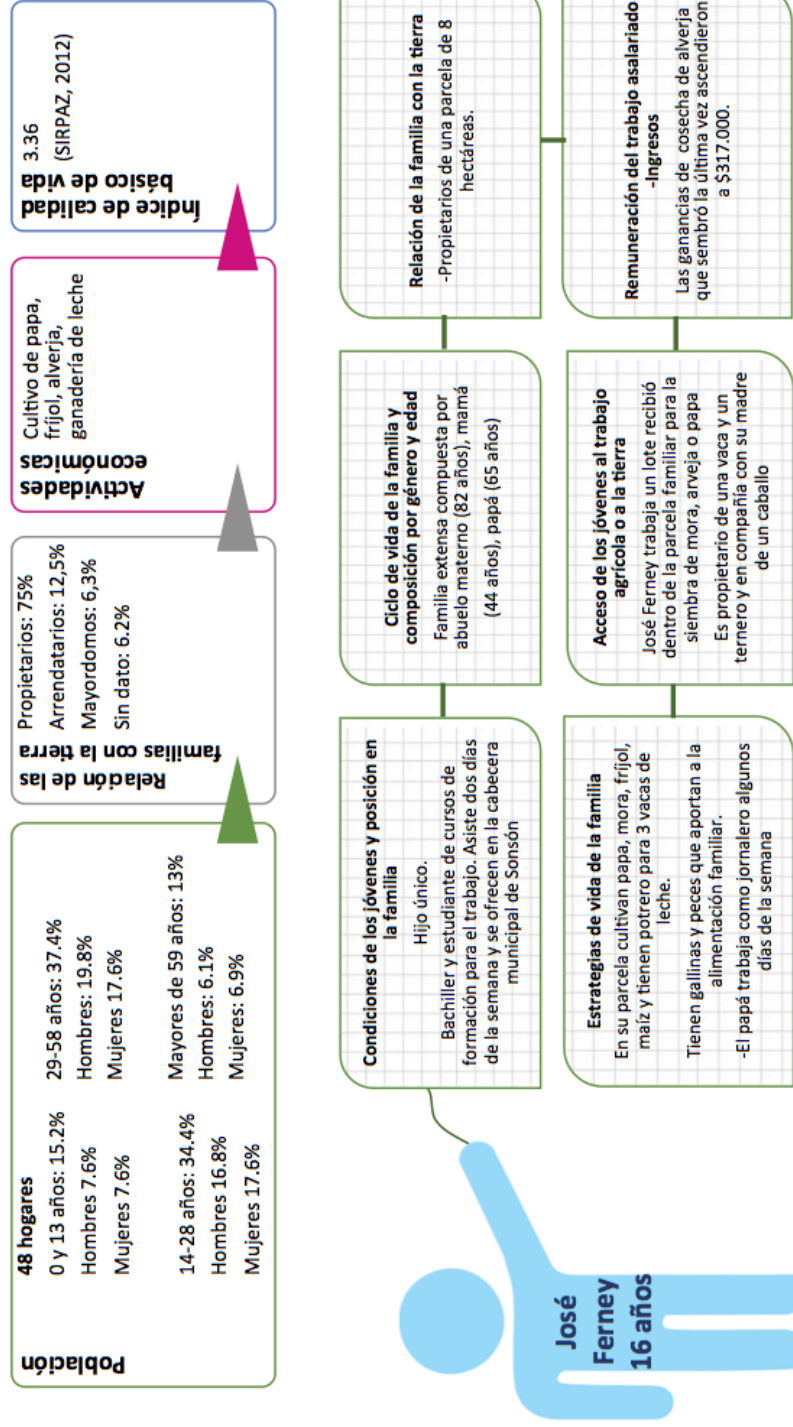 Población
48 hogares
0 y 13 años: 15.2%
Hombres 7.6%
Mujeres 7.6%
14-28 años: 34.4%
Hombres 16.8%
Mujeres 17.6%
29-58 años: 37.4%
Hombres: 19.8%
Mujeres 17.6%
Mayores de 59 años: 13%
Hombres: 6.1%
Mujeres: 6.9%
Relación de las
familias con la tierra
Propietarios: 75%
Arrendatarios: 12,5%
Mayordomos: 6,3%
Sin dato: 6.2%
Actividades
económicas
Cultivo de papa,
fríjol, alverja,
ganadería de leche
Índice de calidad
básico de vida
3.36
(SIRPAZ, 2012)
José
Ferney
16 años
Condiciones de los jóvenes y posición en
la familia
Hijo único.
Bachiller y estudiante de cursos de
formación para el trabajo. Asiste dos días
de la semana y se ofrecen en la cabecera
municipal de Sonsón
Ciclo de vida de la familia y
composición por género y edad
Familia extensa compuesta por
abuelo materno (82 años), mamá
(44 años), papá (65 años)
Relación de la familia con la tierra
-Propietarios de una parcela de 8
hectáreas.
Estrategias de vida de la familia
En su parcela cultivan papa, mora, fríjol,
maíz y tienen potrero para 3 vacas de
leche.
Tienen gallinas y peces que aportan a la
alimentación familiar.
-El papá trabaja como jornalero algunos
días de la semana
Acceso de los jóvenes al trabajo
agrícola o a la tierra
José Ferney trabaja un lote recibió
dentro de la parcela familiar para la
siembra de mora, arveja o papa
Es propietario de una vaca y un
ternero y en compañía con su madre
de un caballo
Remuneración del trabajo asalariado
-Ingresos
Las ganancias de  cosecha de alverja
que sembró la última vez ascendieron
a $317.000.